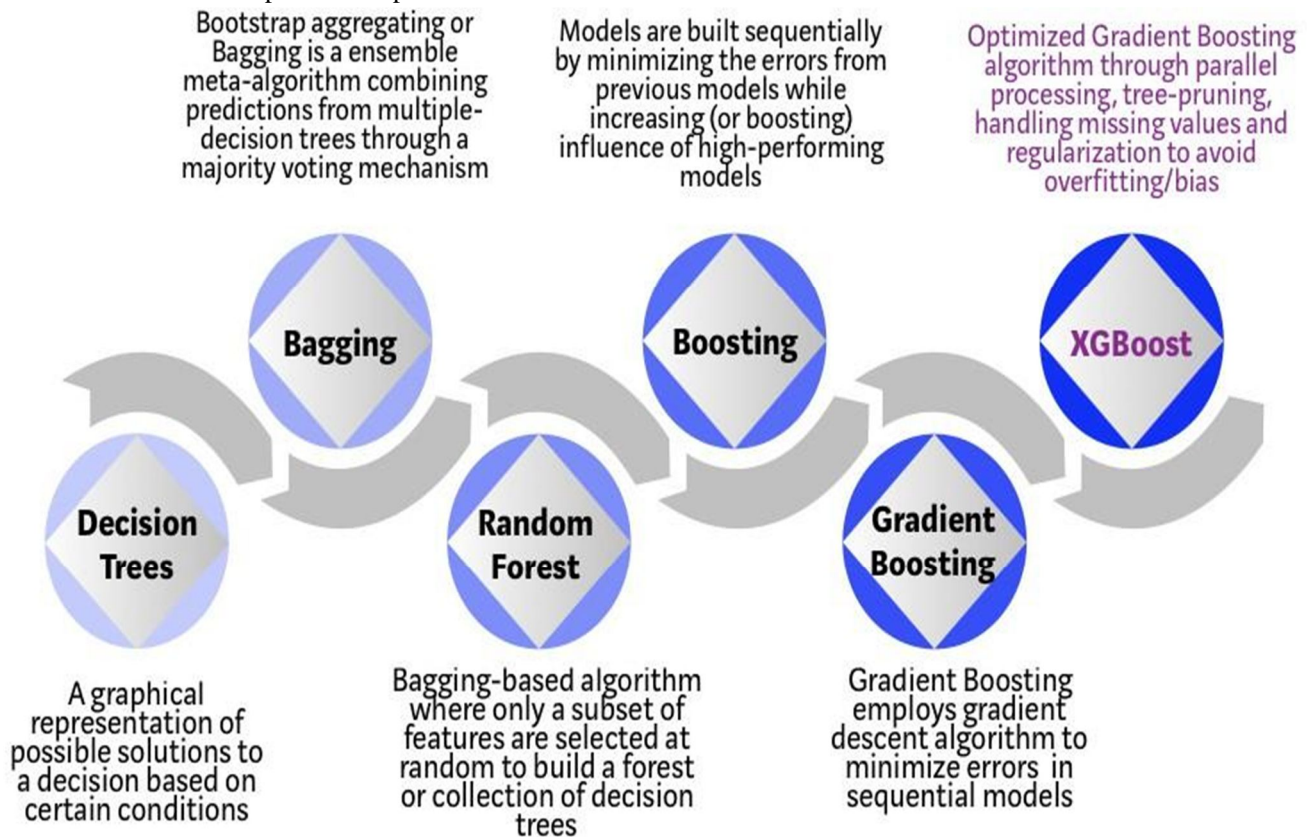 Bootstrap aggregating or
Bagging is a ensemble
meta-algorithm combining
predictions from multiple-
decision trees through a
majority voting mechanism
Models are built sequentially
by minimizing the errors from
previous models while
increasing (or boosting)
influence of high-performing
models
Optimized Gradient Boosting
algorithm through parallel
processing, tree-pruning,
handling missing values and
regularization to avoid
overfitting/bias
Bagging
Boosting
XGBoost
Decision
Trees
Random
Forest
Gradient
Boosting
A graphical
representation of
possible solutions to
a decision based on
certain conditions
Bagging-based algorithm
where only a subset of
features are selected at
random to build a forest
or collection of decision
trees
Gradient Boosting
employs gradient
descent algorithm to
minimize errors in
sequential models